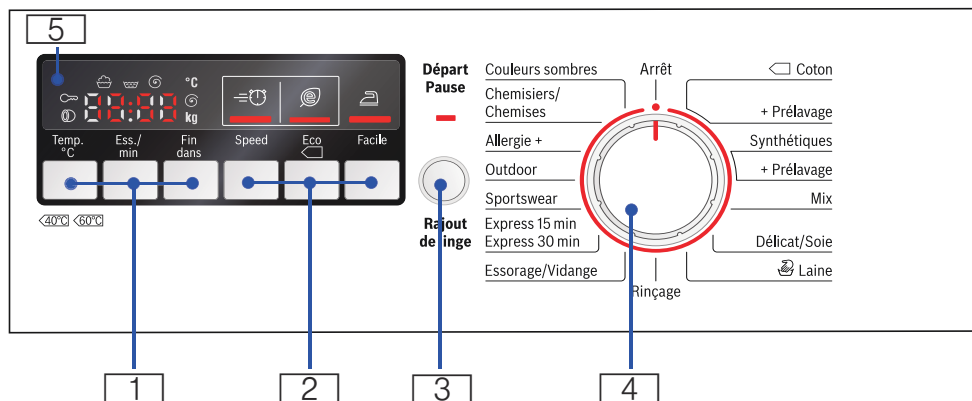 5
°C
kg
Temp.
°C
Ess./
min
Fin
dans
Speed
Eco
Facile
40°C 60°C
Départ
Pause
Rajout
de linge
Couleurs sombres
Chemisiers/
Chemises
Allergie +
Outdoor
Sportswear
Express 15 min
Express 30 min
Essorage/Vidange
Arrêt
Coton
+ Prélavage
Synthétiques
+ Prélavage
Mix
Délicat/Soie
Laine
Rinçage
1
2
3
4